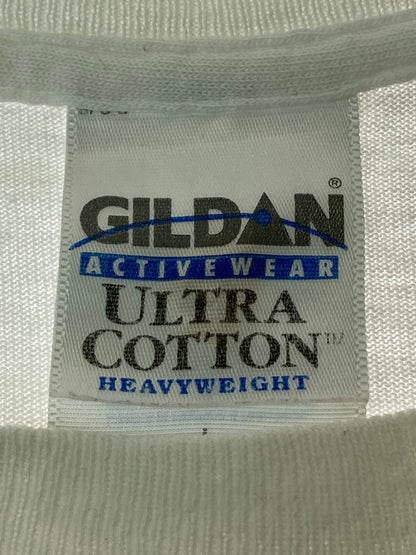 GILDAN®
ACTIVEWEAR
ULTRA
COTTON™
HEAVYWEIGHT